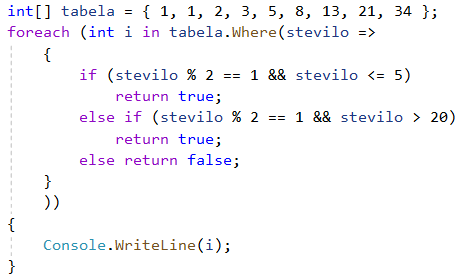 int[] tabela = { 1, 1, 2, 3, 5, 8, 13, 21, 34 };
foreach (int i in tabela.Where(stevilo =>
    {
        if (stevilo % 2 == 1 && stevilo <= 5)
            return true;
        else if (stevilo % 2 == 1 && stevilo > 20)
            return true;
        else return false;
    }
    ))
{
    Console.WriteLine(i);
}